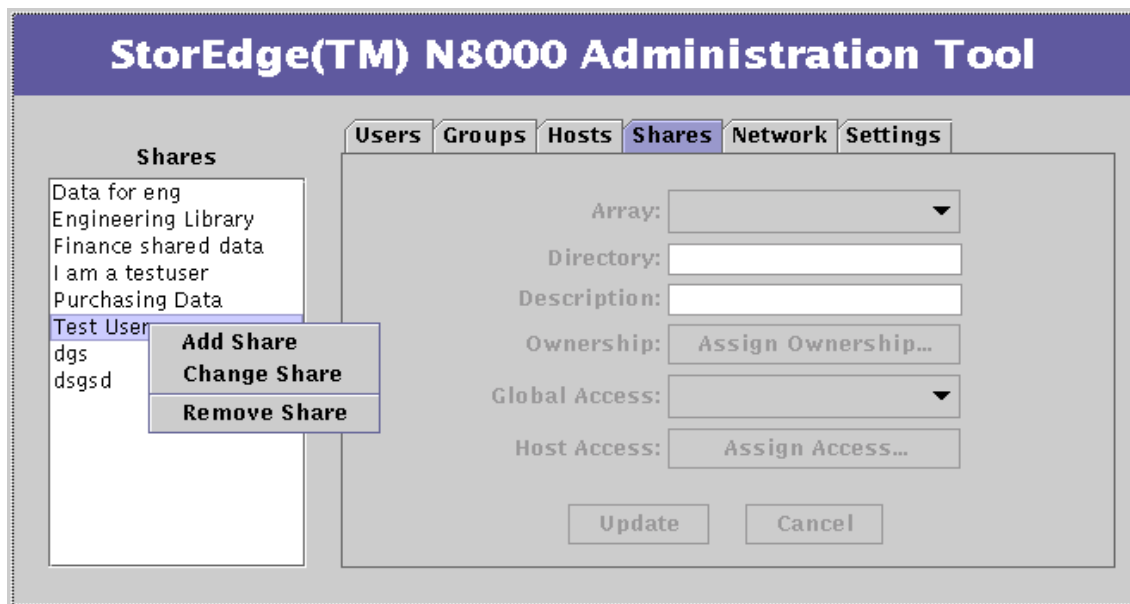 StorEdge(TM) N8000 Administration Tool
Users Groups Hosts Shares Network Settings
Shares
Data for eng
Engineering Library
Finance shared data
I am a testuser
Purchasing Data
Test User
dgs
dsgsd
Add Share
Change Share
Remove Share
Array:
Directory:
Description:
Ownership: Assign Ownership...
Global Access:
Host Access: Assign Access...
Update Cancel